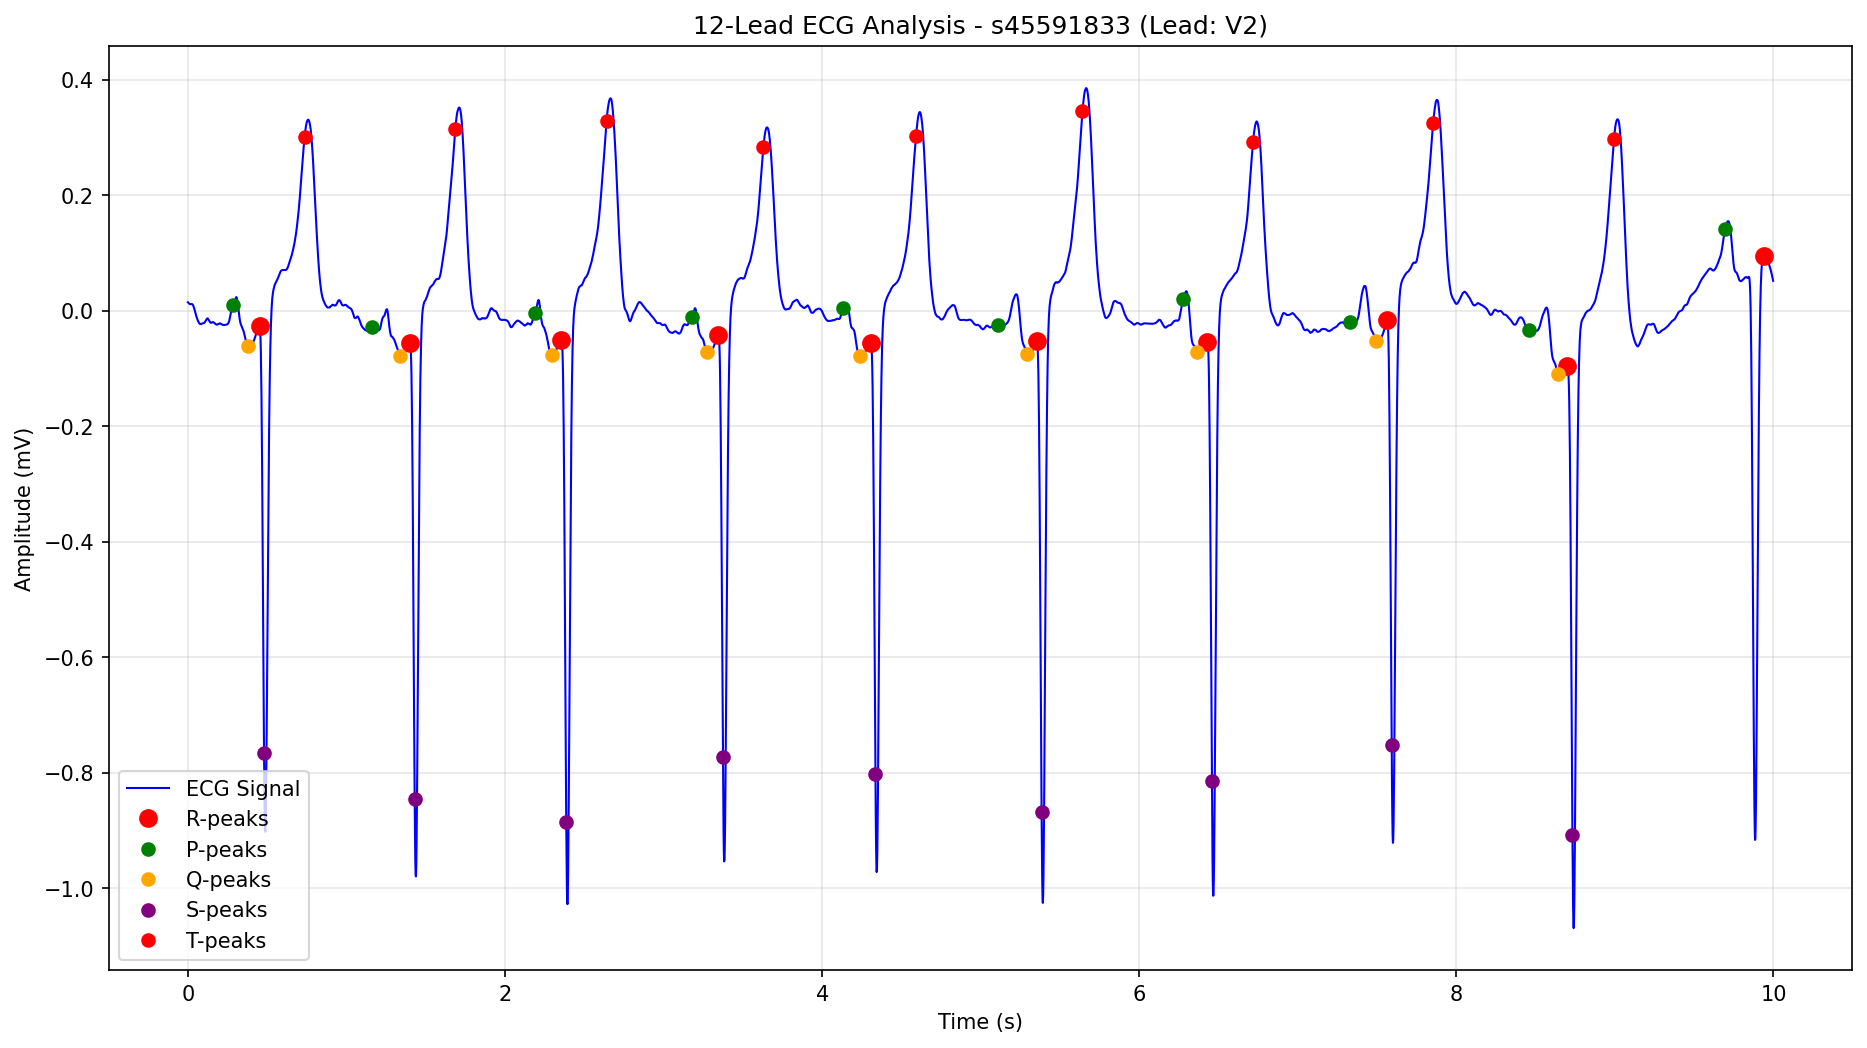 12-Lead ECG Analysis - s45591833 (Lead: V2)
Amplitude (mV)
0.4
0.2
0.0
−0.2
−0.4
−0.6
−0.8
−1.0
ECG Signal
R-peaks
P-peaks
Q-peaks
S-peaks
T-peaks
0 2 4 6 8 10
Time (s)